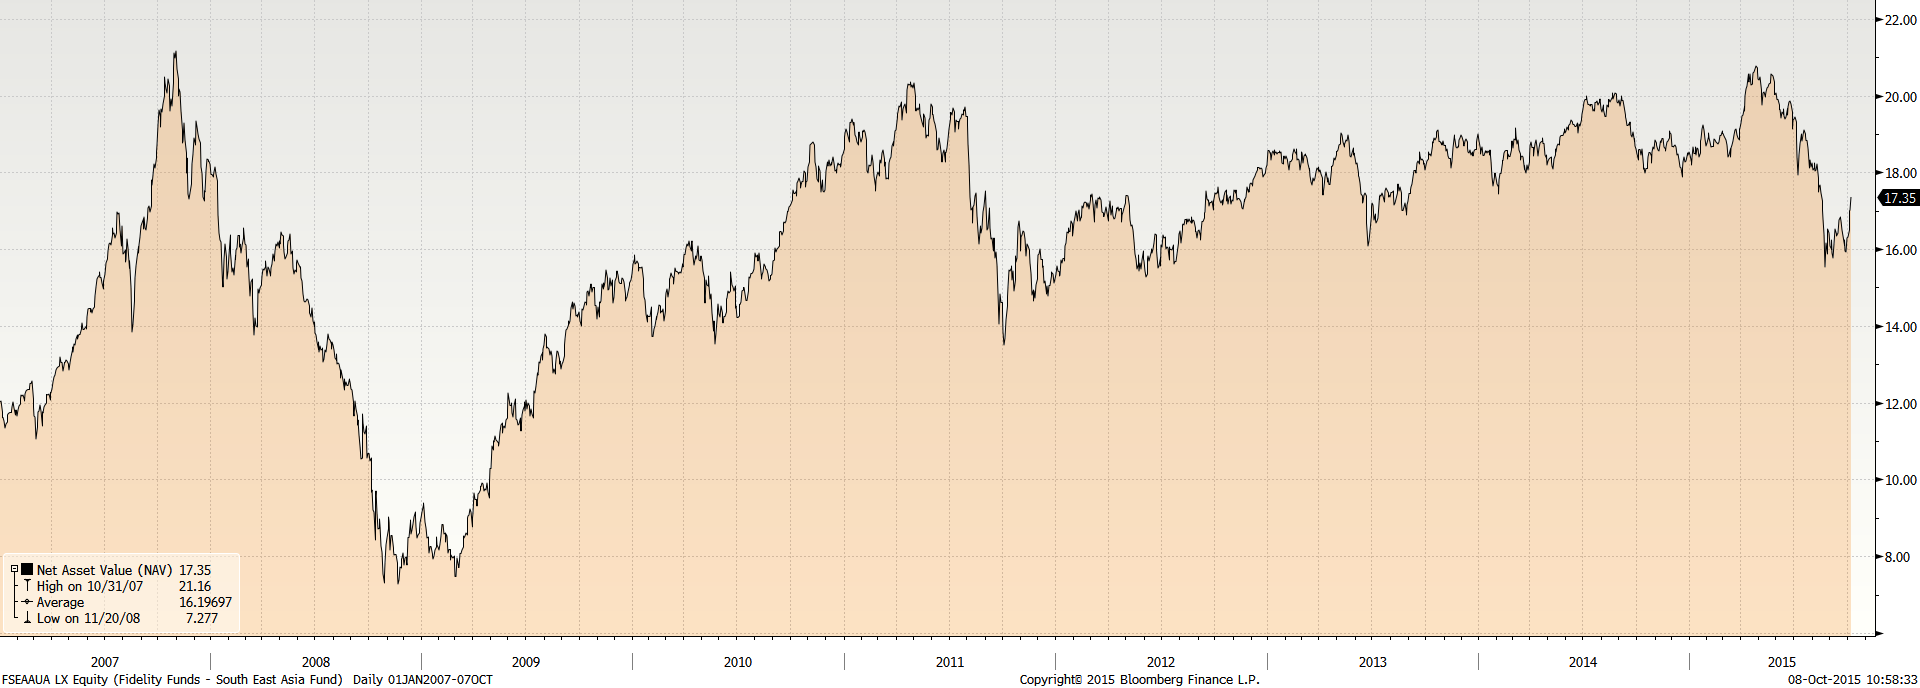 22.00
20.00
18.00
17.35
16.00
14.00
12.00
10.00
8.00
Net Asset Value (NAV) 17.35
High on 10/31/07 21.16
Average 16.19697
Low on 11/20/08 7.277
2007 2008 2009 2010 2011 2012 2013 2014 2015
FSEAAUA LX Equity (Fidelity Funds - South East Asia Fund) Daily 01JAN2007-07OCT Copyright© 2015 Bloomberg Finance L.P. 08-Oct-2015 10:58:33